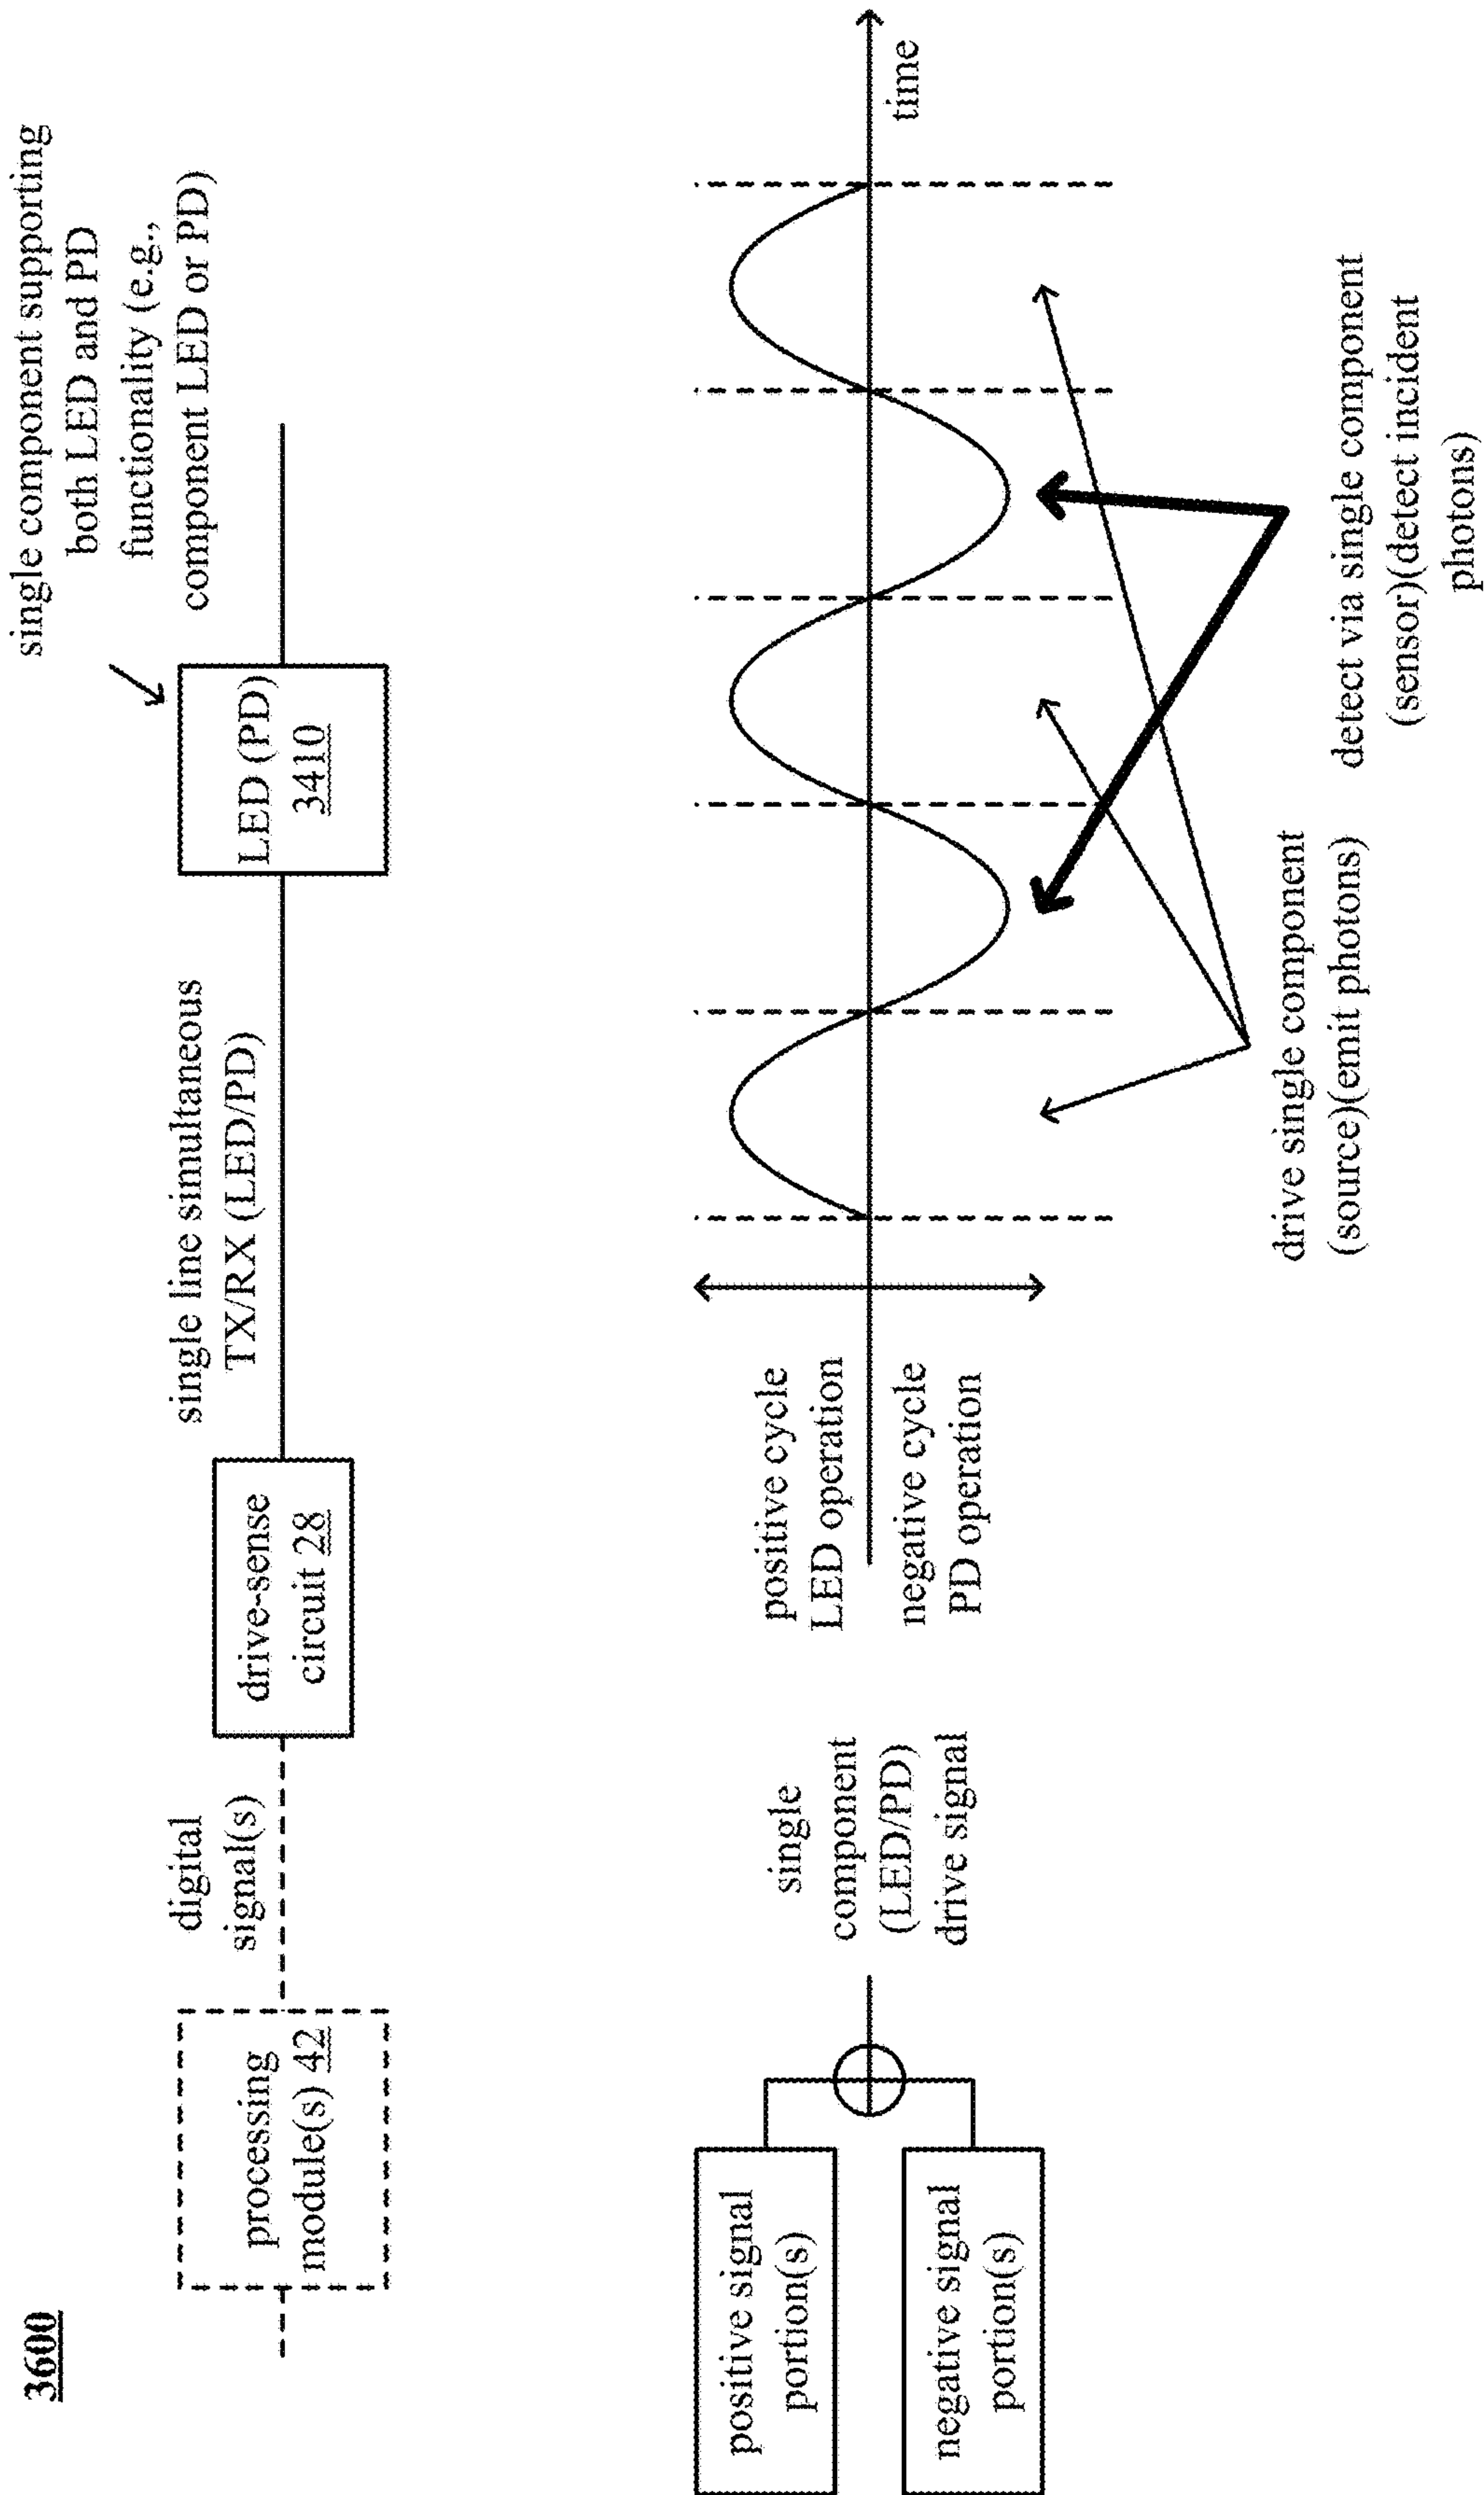 3600
processing
module(s) 42
digital
signal(s)
drive-sense
circuit 28
single line simultaneous
TX/RX (LED/PD)
LED (PD)
3410
single component supporting
both LED and PD
functionality (e.g.,
component LED or PD)
positive signal
portion(s)
negative signal
portion(s)
single
component
(LED/PD)
drive signal
positive cycle
LED operation
negative cycle
PD operation
time
drive single component
(source)(emit photons)
detect via single component
(sensor)(detect incident
photons)